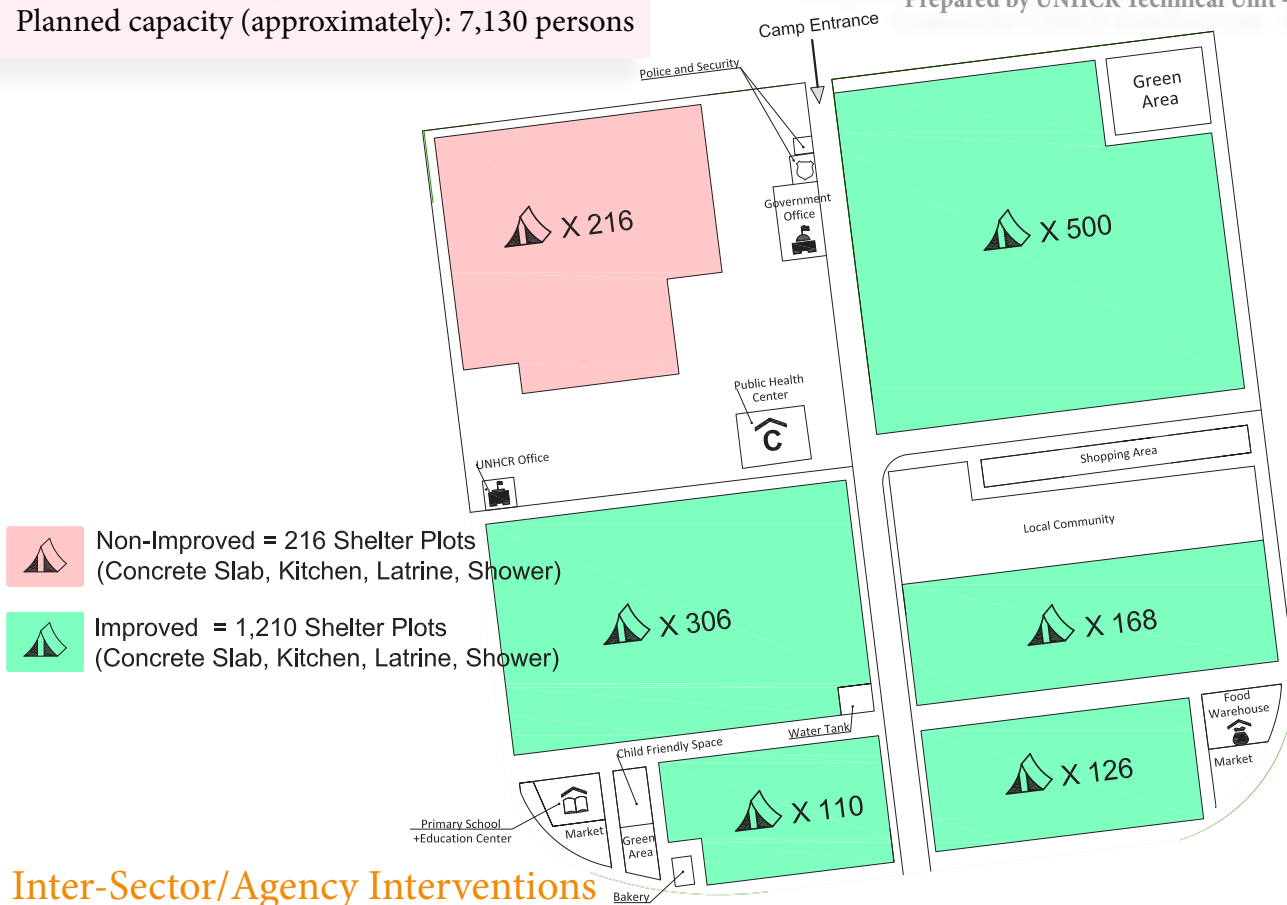 Planned capacity (approximately): 7,130 persons
Prepared by UNHCR Technical Unit -
Camp Entrance
Police and Security
Green
Area
X 216
Government
Office
X 500
Public Health
Center
C
UNHCR Office
Shopping Area
Local Community
Non-Improved = 216 Shelter Plots
(Concrete Slab, Kitchen, Latrine, Shower)
Improved = 1,210 Shelter Plots
(Concrete Slab, Kitchen, Latrine, Shower)
X 306
X 168
Water Tank
Food
Warehouse
Market
Child Friendly Space
X 126
X 110
Primary School
+Education Center
Market
Green
Area
Bakery
Inter-Sector/Agency Interventions